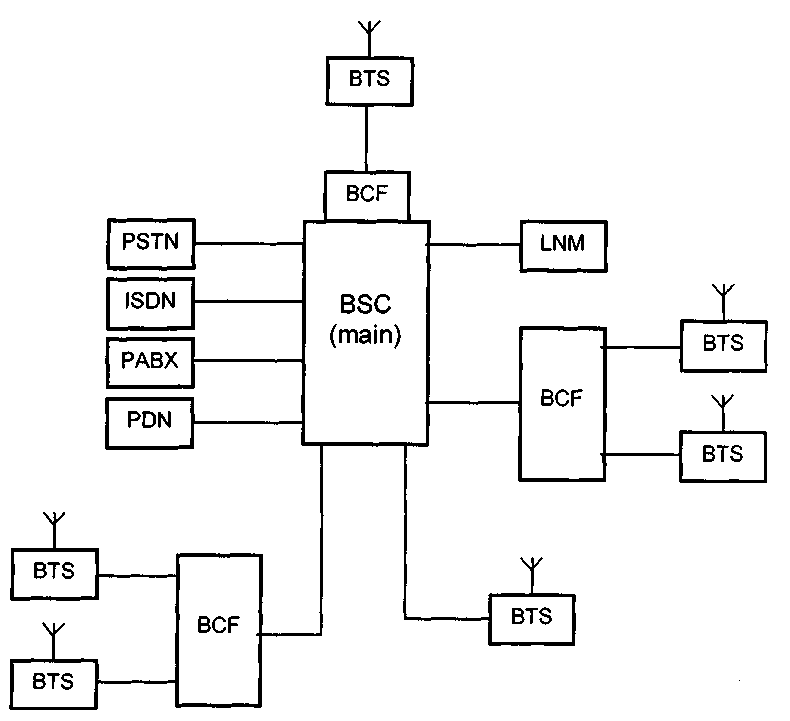 BTS
BCF
PSTN
LNM
ISDN
BSC
(main)
BTS
PABX
BCF
PDN
BTS
BTS
BCF
BTS
BTS